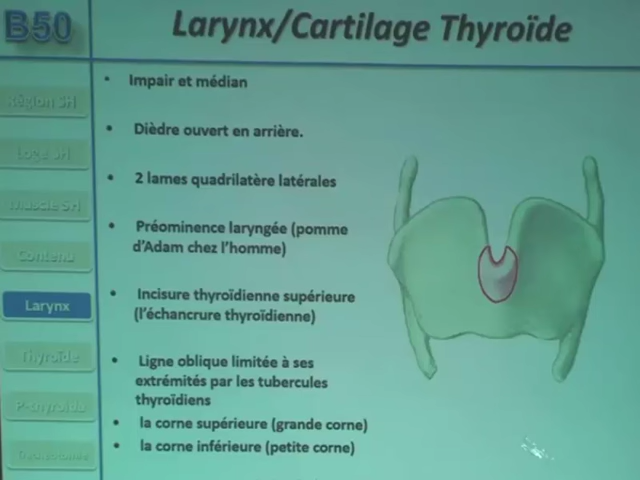 B50
Larynx/Cartilage Thyroïde
Région SH
Loge SH
Muscle SH
Contenu
Larynx
Thyroïde
P-thyroïde
• Impair et médian
• Dièdre ouvert en arrière.
• 2 lames quadrilatère latérales
• Préominence laryngée (pomme
d'Adam chez l'homme)
• Incisure thyroïdienne supérieure
(l'échancrure thyroïdienne)
• Ligne oblique limitée à ses
extrémités par les tubercules
thyroïdiens
• la corne supérieure (grande corne)
• la corne inférieure (petite corne)